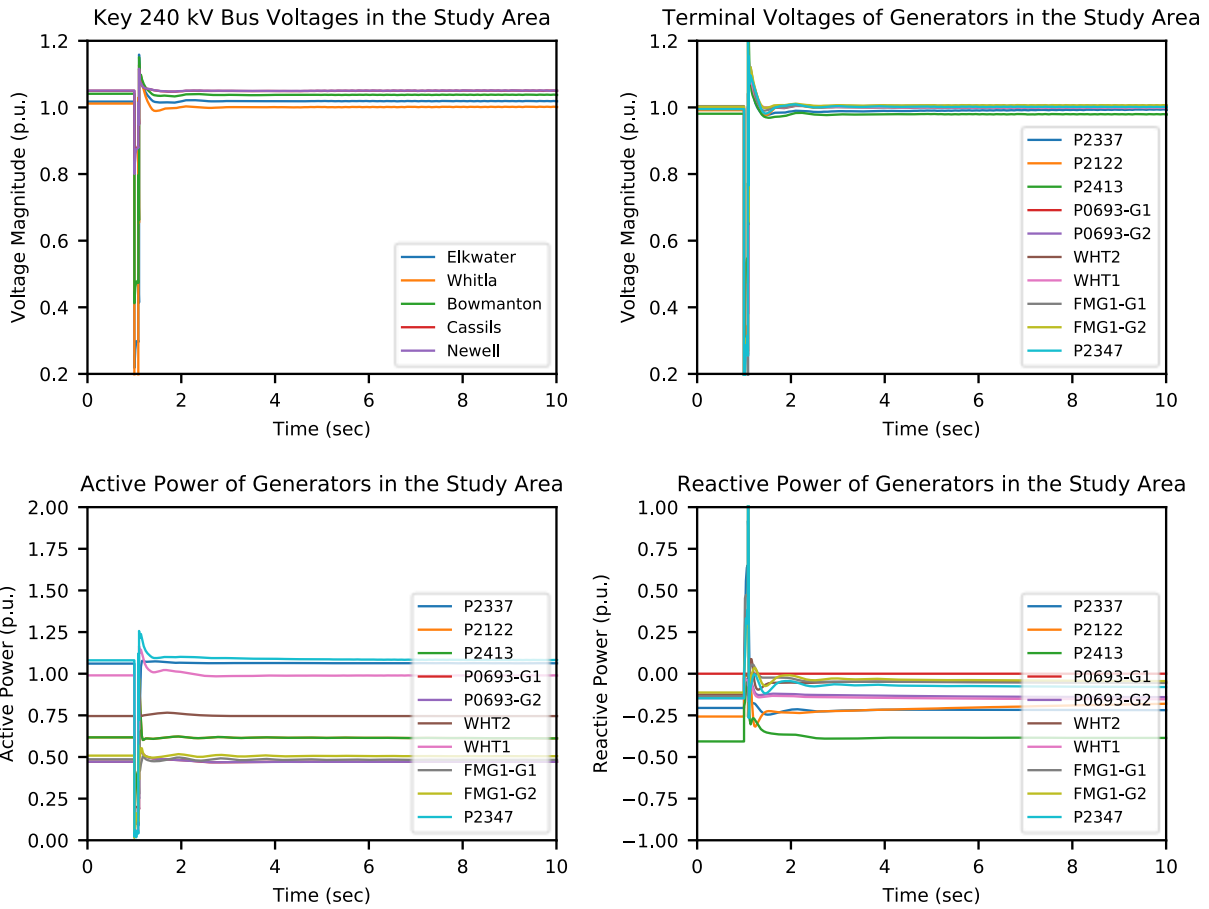 Key 240 kV Bus Voltages in the Study Area
Voltage Magnitude (p.u.)
1.2
1.0
0.8
0.6
0.4
0.2
Elkwater
Whitla
Bowmanton
Cassils
Newell
0
2
4
6
8
10
Time (sec)
Terminal Voltages of Generators in the Study Area
Voltage Magnitude (p.u.)
1.2
1.0
0.8
0.6
0.4
0.2
P2337
P2122
P2413
P0693-G1
P0693-G2
WHT2
WHT1
FMG1-G1
FMG1-G2
P2347
0
2
4
6
8
10
Time (sec)
Active Power of Generators in the Study Area
Active Power (p.u.)
2.00
1.75
1.50
1.25
1.00
0.75
0.50
0.25
0.00
P2337
P2122
P2413
P0693-G1
P0693-G2
WHT2
WHT1
FMG1-G1
FMG1-G2
P2347
0
2
4
6
8
10
Time (sec)
Reactive Power of Generators in the Study Area
Reactive Power (p.u.)
1.00
0.75
0.50
0.25
0.00
−0.25
−0.50
−0.75
−1.00
P2337
P2122
P2413
P0693-G1
P0693-G2
WHT2
WHT1
FMG1-G1
FMG1-G2
P2347
0
2
4
6
8
10
Time (sec)